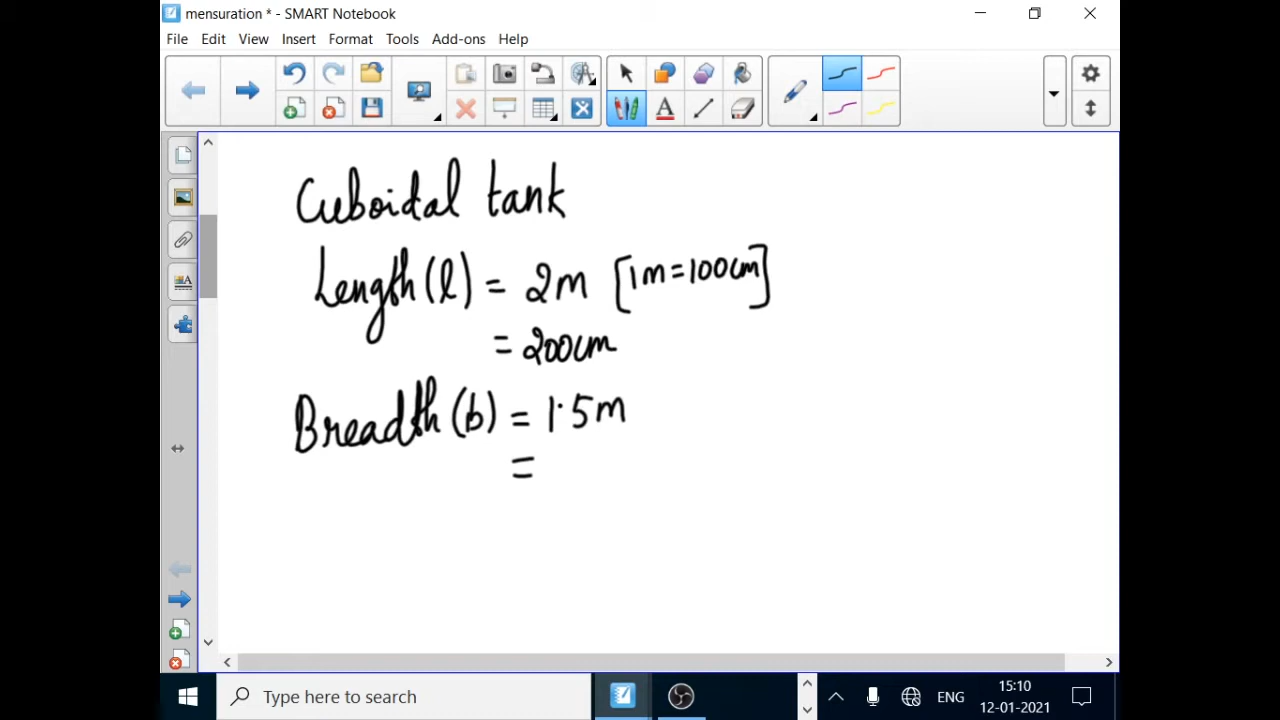 mensuration * - SMART Notebook
File Edit View Insert Format Tools Add-ons Help
Cuboidal tank
Length (l) = 2m [1m=100cm]
= 200cm
Breadth (b) = 1.5m
=
Type here to search
ENG
15:10
12-01-2021